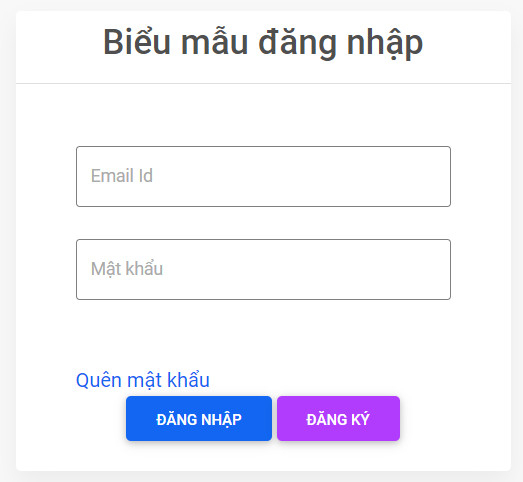 Biểu mẫu đăng nhập
Email Id
Mật khẩu
Quên mật khẩu
ĐĂNG NHẬP ĐĂNG KÝ